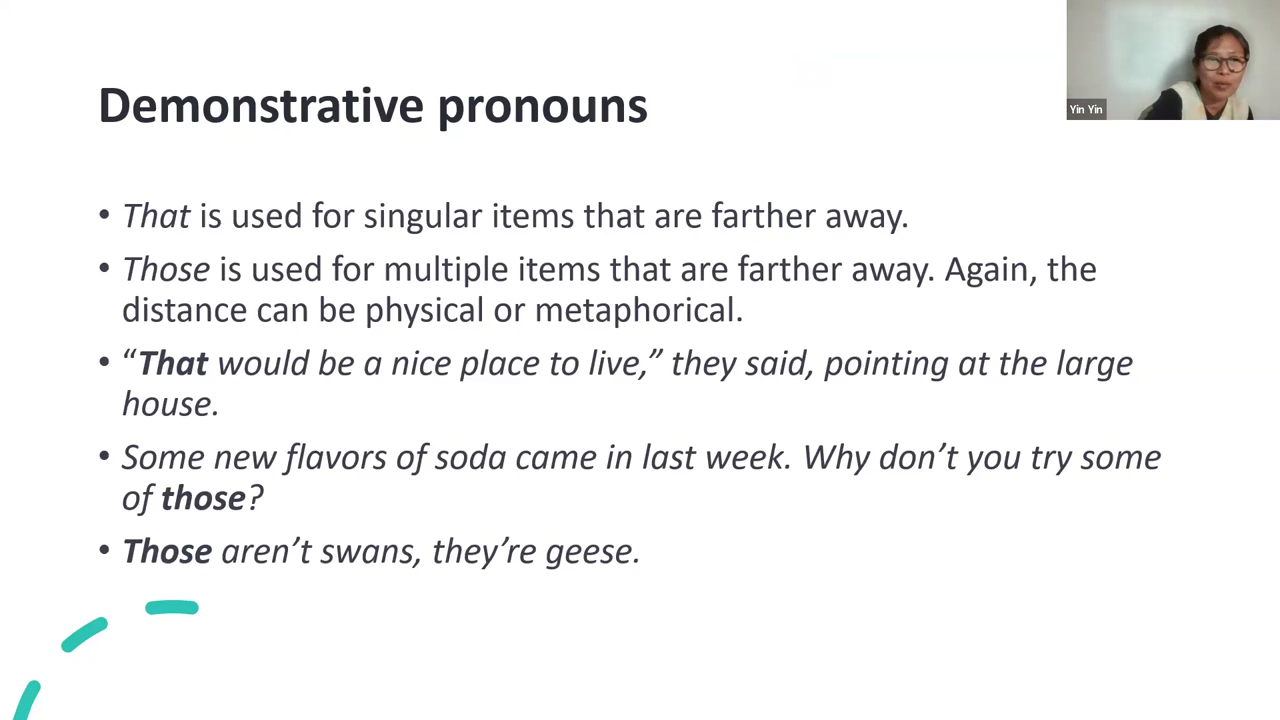 Demonstrative pronouns
Yin Yin
• That is used for singular items that are farther away.
• Those is used for multiple items that are farther away. Again, the
distance can be physical or metaphorical.
• “That would be a nice place to live,” they said, pointing at the large
house.
• Some new flavors of soda came in last week. Why don’t you try some
of those?
• Those aren’t swans, they’re geese.